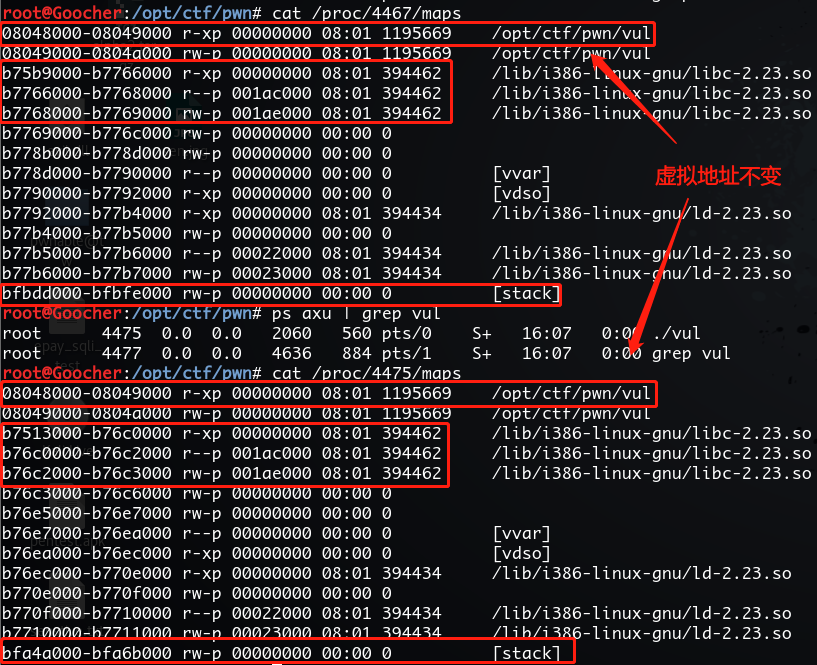 root@Goocher:/opt/ctf/pwn# cat /proc/4467/maps
08048000-08049000 r-xp 00000000 08:01 1195669 /opt/ctf/pwn/vul
08049000-0804a000 rw-p 00000000 08:01 1195669 /opt/ctf/pwn/vul
b75b9000-b7766000 r-xp 00000000 08:01 394462 /lib/i386-linux-gnu/libc-2.23.so
b7766000-b7768000 r--p 001ac000 08:01 394462 /lib/i386-linux-gnu/libc-2.23.so
b7768000-b7769000 rw-p 001ae000 08:01 394462 /lib/i386-linux-gnu/libc-2.23.so
b7769000-b776c000 rw-p 00000000 00:00 0
b778b000-b778d000 rw-p 00000000 00:00 0
b778d000-b7790000 r--p 00000000 00:00 0 [vvar]
虚拟地址不变
b7790000-b7792000 r-xp 00000000 00:00 0 [vdso]
b7792000-b77b4000 r-xp 00000000 08:01 394434 /lib/i386-linux-gnu/ld-2.23.so
b77b4000-b77b5000 rw-p 00000000 00:00 0
b77b5000-b77b6000 r--p 00022000 08:01 394434 /lib/i386-linux-gnu/ld-2.23.so
b77b6000-b77b7000 rw-p 00023000 08:01 394434 /lib/i386-linux-gnu/ld-2.23.so
bfbdd000-bfbfe000 rw-p 00000000 00:00 0 [stack]
root@Goocher:/opt/ctf/pwn# ps axu | grep vul
root 4475 0.0 0.0 2060 560 pts/0 S+ 16:07 0:00 ./vul
root 4477 0.0 0.0 4636 884 pts/1 S+ 16:07 0:00 grep vul
root@Goocher:/opt/ctf/pwn# cat /proc/4475/maps
08048000-08049000 r-xp 00000000 08:01 1195669 /opt/ctf/pwn/vul
08049000-0804a000 rw-p 00000000 08:01 1195669 /opt/ctf/pwn/vul
b7513000-b76c0000 r-xp 00000000 08:01 394462 /lib/i386-linux-gnu/libc-2.23.so
b76c0000-b76c2000 r--p 001ac000 08:01 394462 /lib/i386-linux-gnu/libc-2.23.so
b76c2000-b76c3000 rw-p 001ae000 08:01 394462 /lib/i386-linux-gnu/libc-2.23.so
b76c3000-b76c6000 rw-p 00000000 00:00 0
b76e5000-b76e7000 rw-p 00000000 00:00 0
b76e7000-b76ea000 r--p 00000000 00:00 0 [vvar]
b76ea000-b76ec000 r-xp 00000000 00:00 0 [vdso]
b76ec000-b770e000 r-xp 00000000 08:01 394434 /lib/i386-linux-gnu/ld-2.23.so
b770e000-b770f000 rw-p 00000000 00:00 0
b770f000-b7710000 r--p 00022000 08:01 394434 /lib/i386-linux-gnu/ld-2.23.so
b7710000-b7711000 rw-p 00023000 08:01 394434 /lib/i386-linux-gnu/ld-2.23.so
bfa4a000-bfa6b000 rw-p 00000000 00:00 0 [stack]